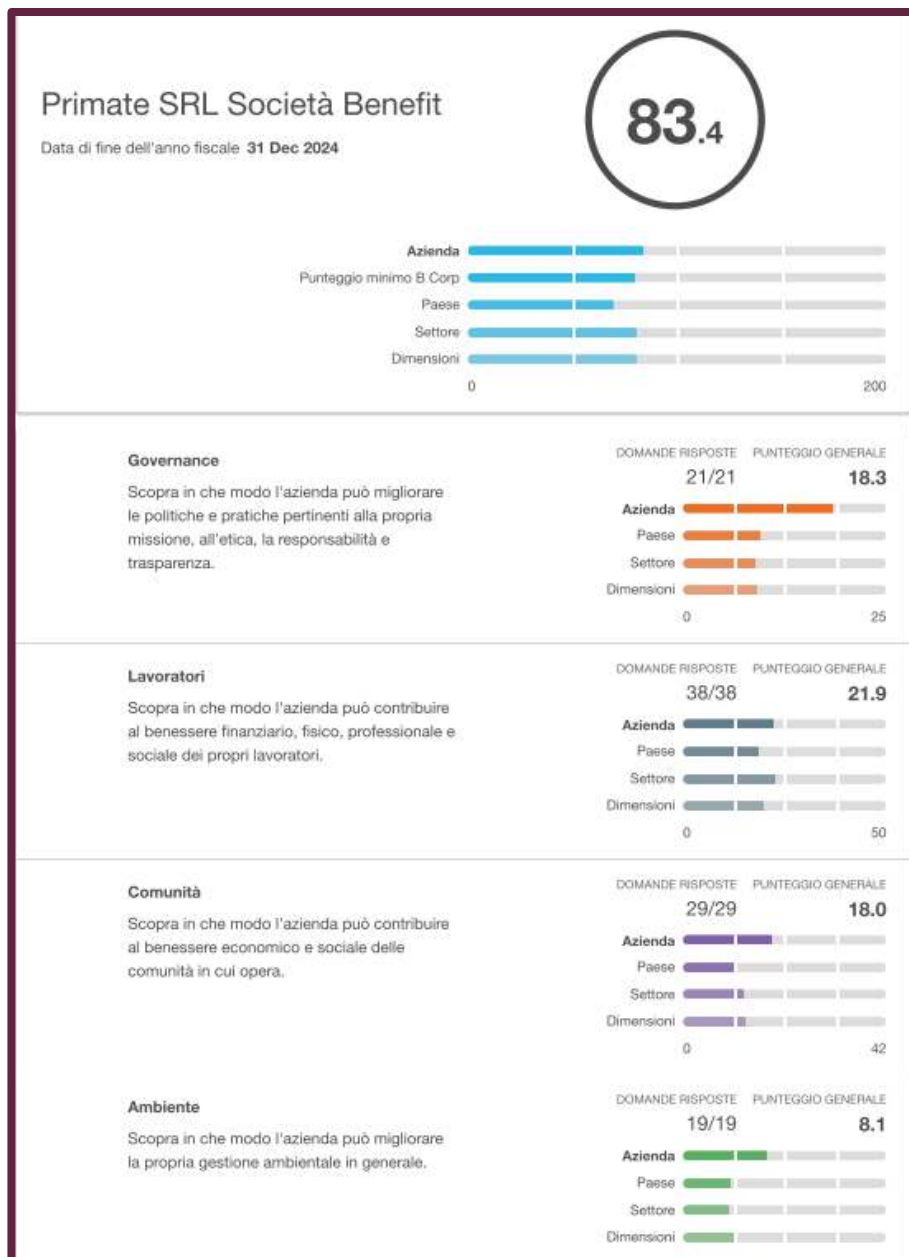 Primate SRL Società Benefit
Data di fine dell'anno fiscale 31 Dec 2024
83.4
Azienda
Punteggio minimo B Corp
Paese
Settore
Dimensioni
0 200
Governance
Scopra in che modo l'azienda può migliorare
le politiche e pratiche pertinenti alla propria
missione, all'etica, la responsabilità e
trasparenza.
DOMANDE RISPOSTE PUNTEGGIO GENERALE
21/21 18.3
Azienda
Paese
Settore
Dimensioni
0 25
Lavoratori
Scopra in che modo l'azienda può contribuire
al benessere finanziario, fisico, professionale e
sociale dei propri lavoratori.
DOMANDE RISPOSTE PUNTEGGIO GENERALE
38/38 21.9
Azienda
Paese
Settore
Dimensioni
0 50
Comunità
Scopra in che modo l'azienda può contribuire
al benessere economico e sociale delle
comunità in cui opera.
DOMANDE RISPOSTE PUNTEGGIO GENERALE
29/29 18.0
Azienda
Paese
Settore
Dimensioni
0 42
Ambiente
Scopra in che modo l'azienda può migliorare
la propria gestione ambientale in generale.
DOMANDE RISPOSTE PUNTEGGIO GENERALE
19/19 8.1
Azienda
Paese
Settore
Dimensioni